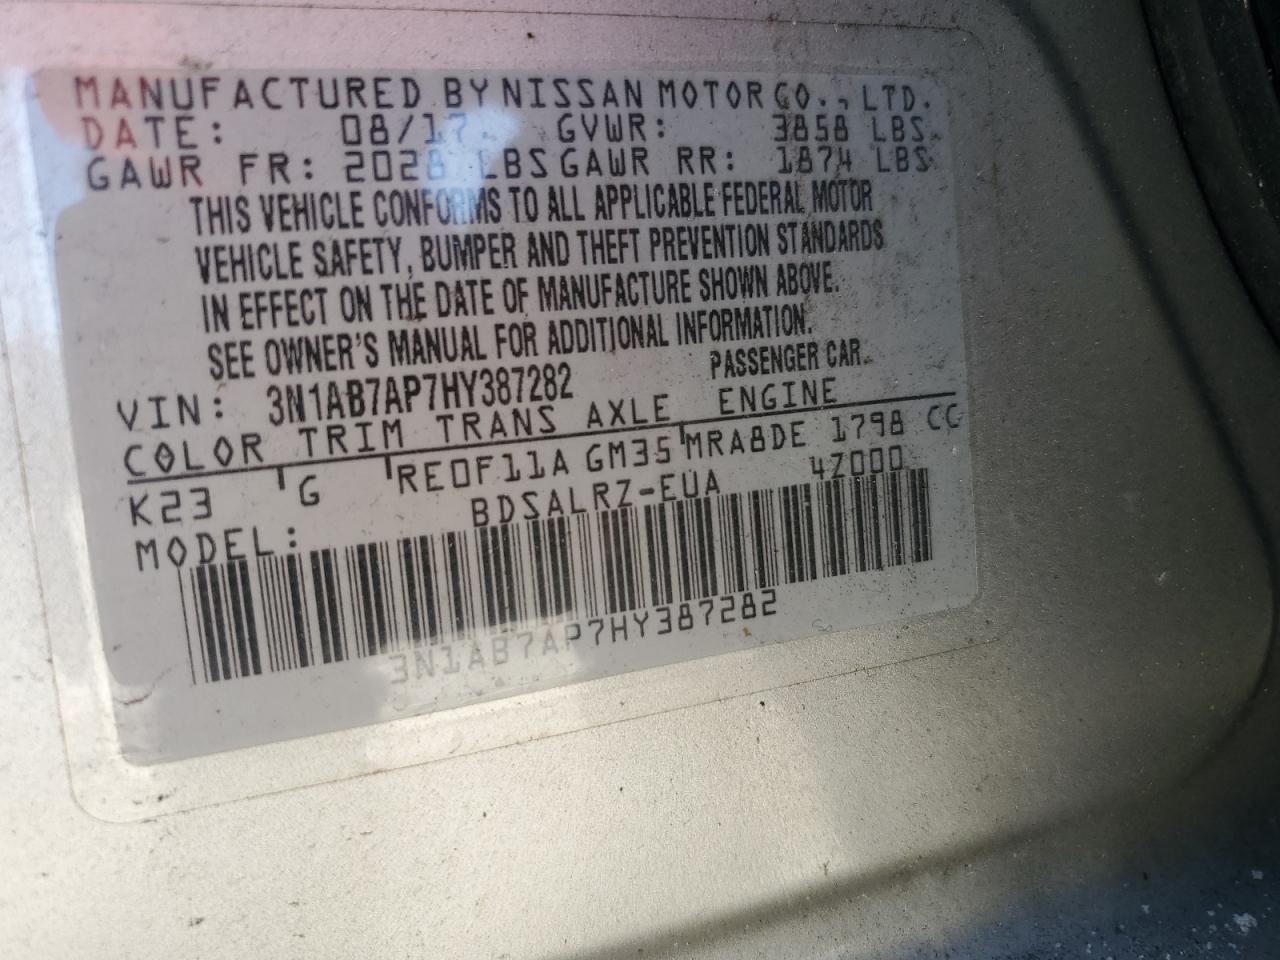 MANUFACTURED BY NISSAN MOTOR CO., LTD.
DATE: 08/17 GVWR: 3858 LBS
GAWR FR: 2028 LBS GAWR RR: 1874 LBS
THIS VEHICLE CONFORMS TO ALL APPLICABLE FEDERAL MOTOR
VEHICLE SAFETY, BUMPER AND THEFT PREVENTION STANDARDS
IN EFFECT ON THE DATE OF MANUFACTURE SHOWN ABOVE.
SEE OWNER'S MANUAL FOR ADDITIONAL INFORMATION.
VIN: 3N1AB7AP7HY387282 PASSENGER CAR
COLOR TRIM TRANS AXLE ENGINE
K23 G RE0F11A GM35 MRA8DE 1798 CC
MODEL: BDSALRZ-EUA 4Z000
3N1AB7AP7HY387282